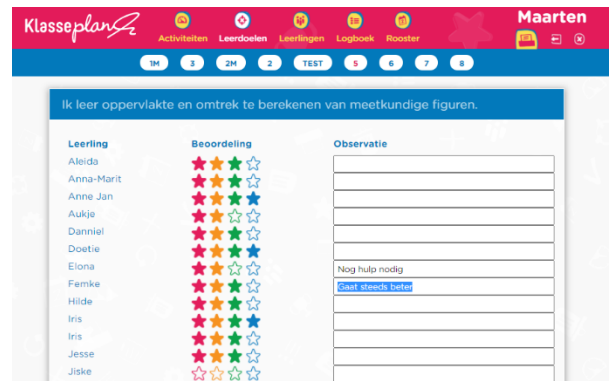 Klasseplan
Activiteiten Leerdoelen Leerlingen Logboek Rooster
Maarten
1M 3 2M 2 TEST 5 6 7 8
Ik leer oppervlakte en omtrek te berekenen van meetkundige figuren.
Leerling Beoordeling Observatie
Aleida
Anna-Marit
Anne Jan
Aukje
Danniel
Doetie
Elona Nog hulp nodig
Femke Gaat steeds beter
Hilde
Iris
Iris
Jesse
Jiske